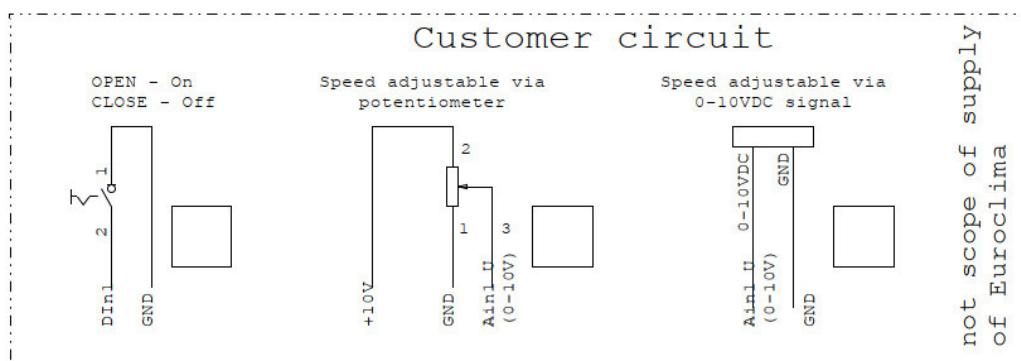 Customer circuit
OPEN - On
CLOSE - Off
1
2
DIn1
GND
Speed adjustable via
potentiometer
2
1
3
+10V
GND
Ain1 U
(0-10V)
Speed adjustable via
0-10VDC signal
0-10VDC
GND
Ain1 U
(0-10V)
GND
not scope of supply
of Euroclima